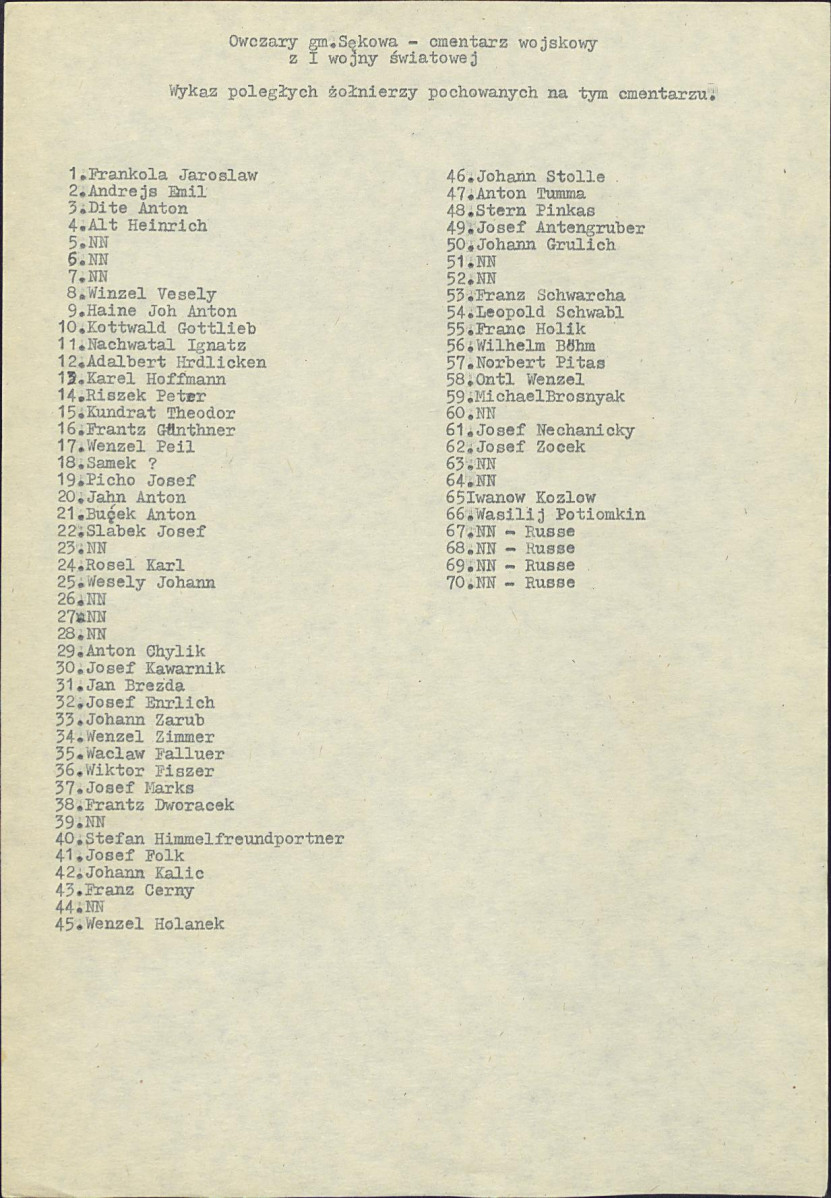 Owczary gm.Sękowa - cmentarz wojskowy
z I wojny światowej
Wykaz poległych żołnierzy pochowanych na tym cmentarzu.
1.Frankola Jaroslaw
2.Andrejs Emil
3.Dite Anton
4.Alt Heinrich
5.NN
6.NN
7.NN
8.Winzel Vesely
9.Haine Joh Anton
10.Kottwald Gottlieb
11.Nachwatal Ignatz
12.Adalbert Hrdlicken
13.Karel Hoffmann
14.Riszek Peter
15.Kundrat Theodor
16.Frantz Günthner
17.Wenzel Peil
18.Samek ?
19.Picho Josef
20.Jahn Anton
21.Buçek Anton
22.Slabek Josef
23.NN
24.Rosel Karl
25.Wesely Johann
26.NN
27.NN
28.NN
29.Anton Chylik
30.Josef Kawarnik
31.Jan Brezda
32.Josef Enrlich
33.Johann Zarub
34.Wenzel Zimmer
35.Waclaw Falluer
36.Wiktor Fiszer
37.Josef Marks
38.Frantz Dworacek
39.NN
40.Stefan Himmelfreundportner
41.Josef Folk
42.Johann Kalic
43.Franz Cerny
44.NN
45.Wenzel Holanek
46.Johann Stolle
47.Anton Tumma
48.Stern Pinkas
49.Josef Antengruber
50.Johann Grulich
51.NN
52.NN
53.Franz Schwarcha
54.Leopold Schwabl
55.Franc Holik
56.Wilhelm Böhm
57.Norbert Pitas
58.Ontl Wenzel
59.MichaelBrosnyak
60.NN
61.Josef Nechanicky
62.Josef Zocek
63.NN
64.NN
65Iwanow Kozlow
66.Wasilij Potiomkin
67.NN - Russe
68.NN - Russe
69.NN - Russe
70.NN - Russe